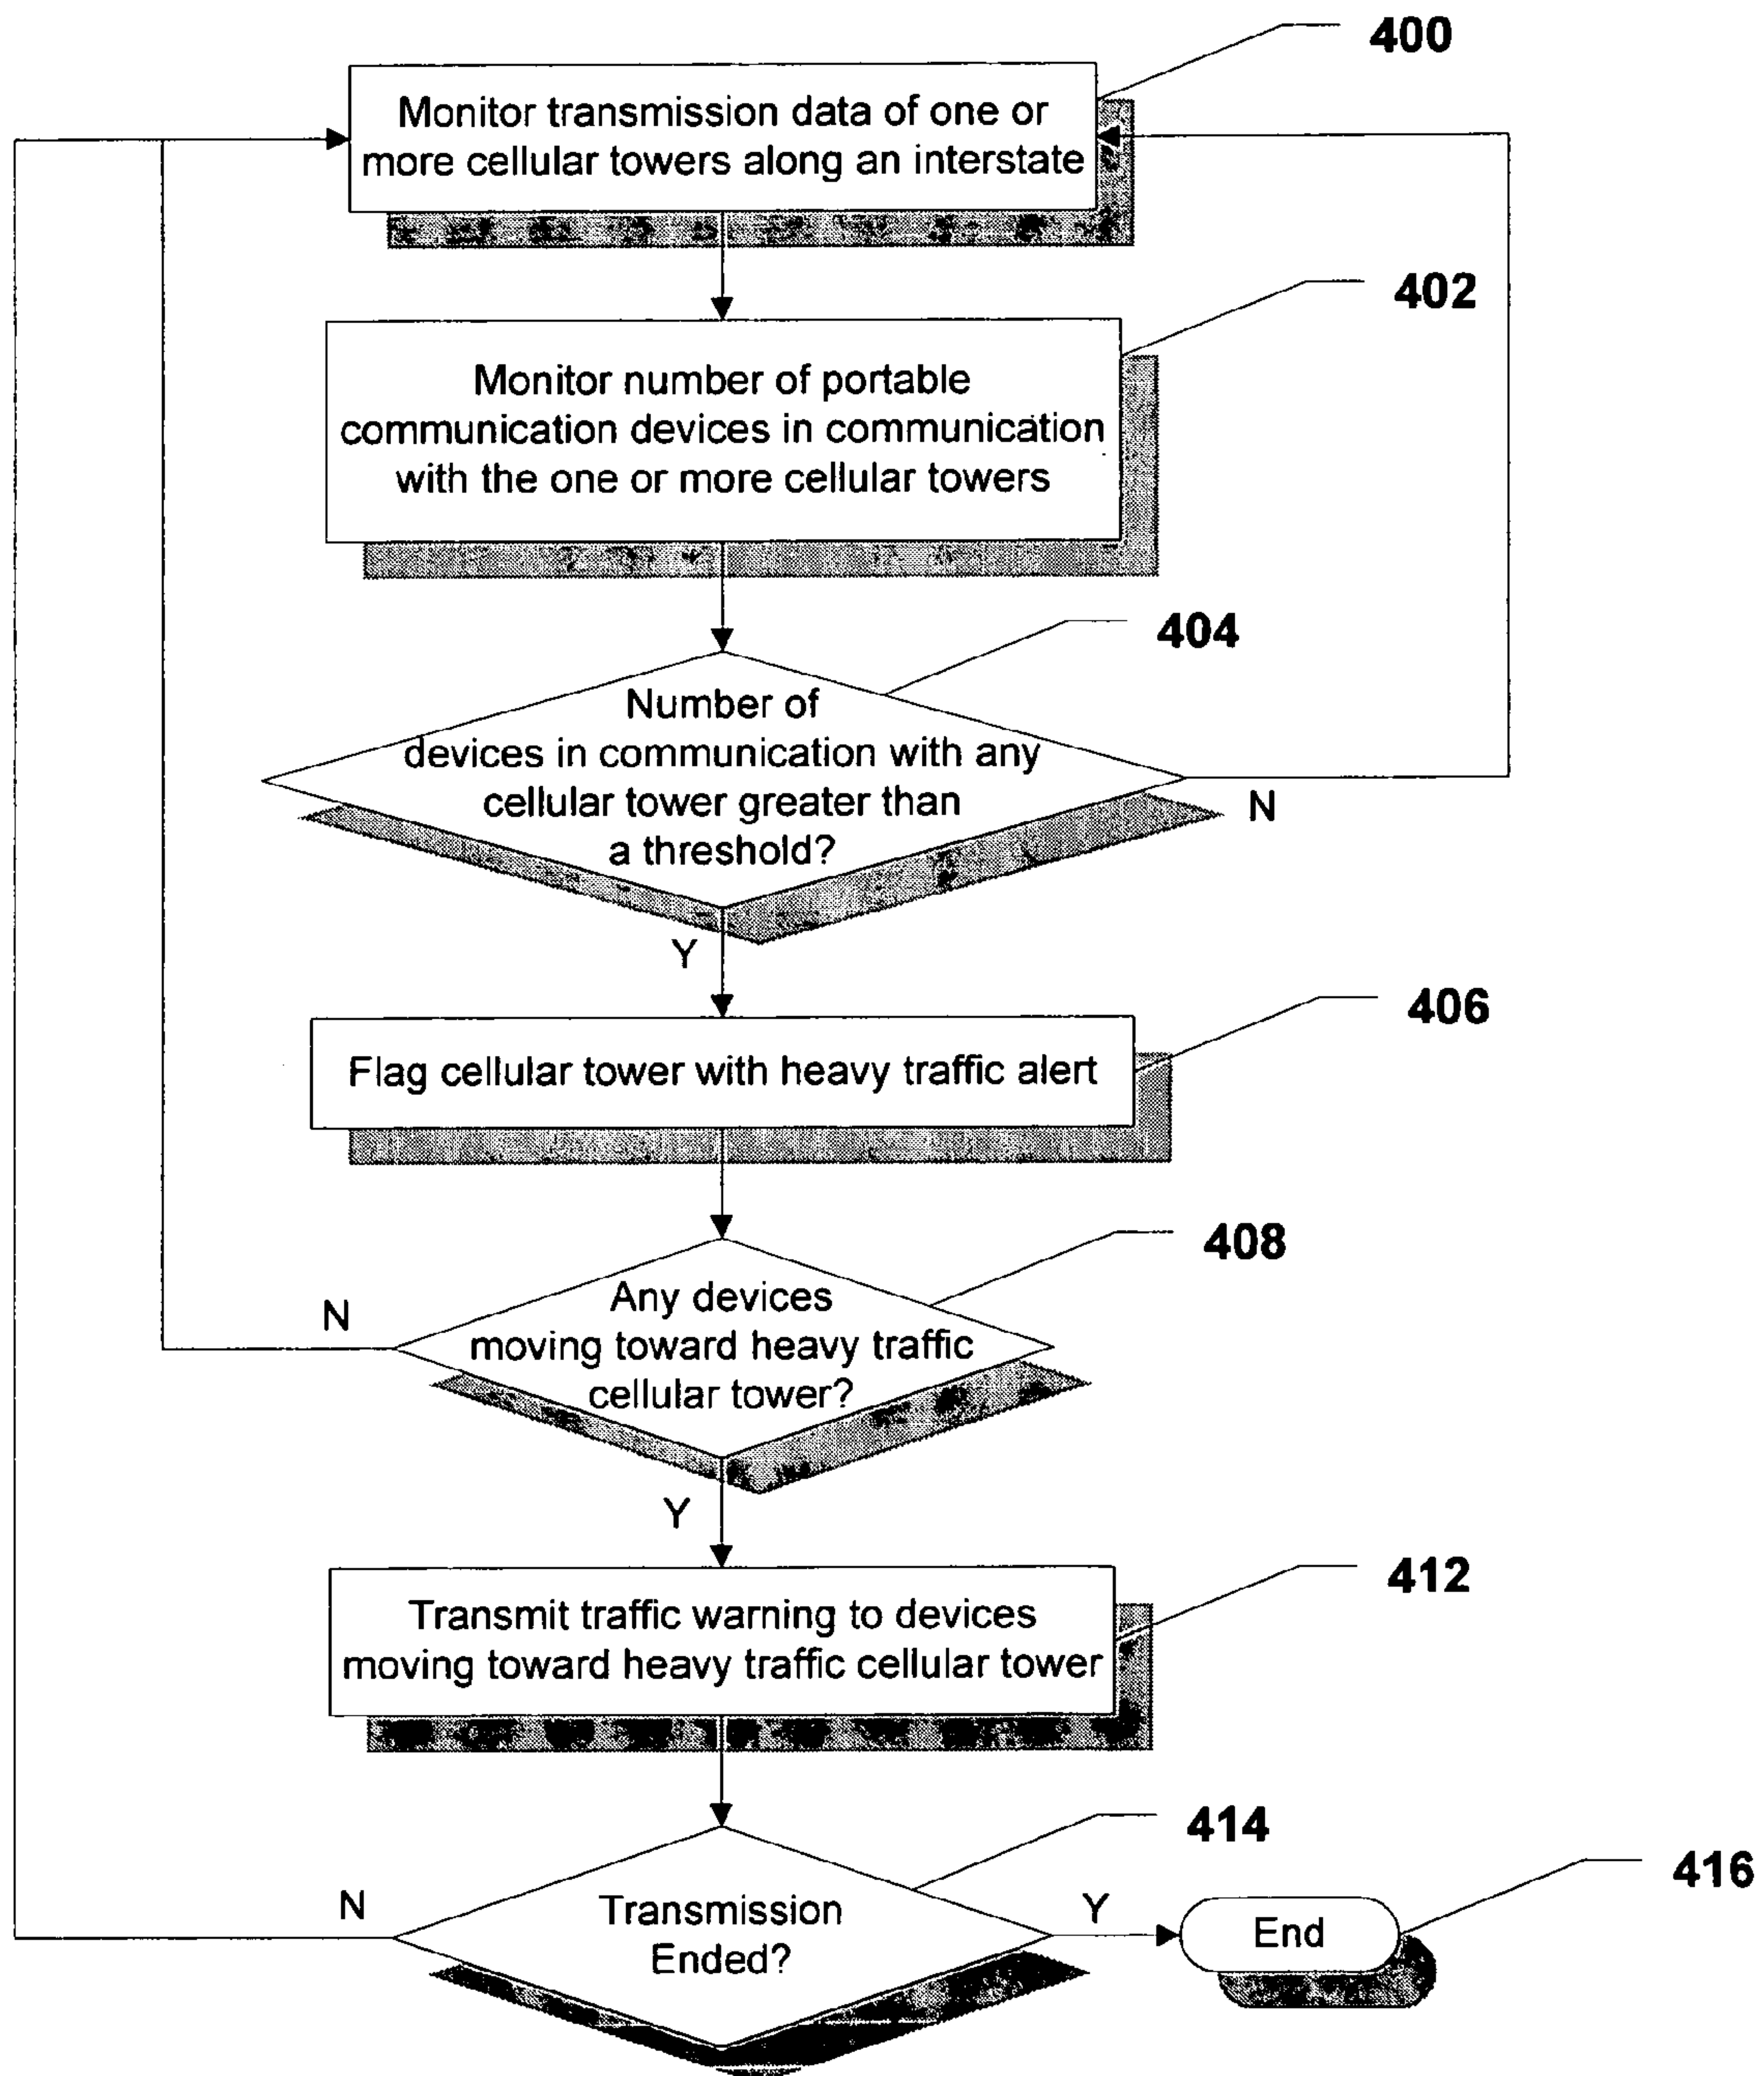 400
Monitor transmission data of one or
more cellular towers along an interstate
402
Monitor number of portable
communication devices in communication
with the one or more cellular towers
404
Number of
devices in communication with any
cellular tower greater than
a threshold?
N
Y
406
Flag cellular tower with heavy traffic alert
408
Any devices
moving toward heavy traffic
cellular tower?
N
Y
412
Transmit traffic warning to devices
moving toward heavy traffic cellular tower
414
416
Transmission
Ended?
N
Y
End